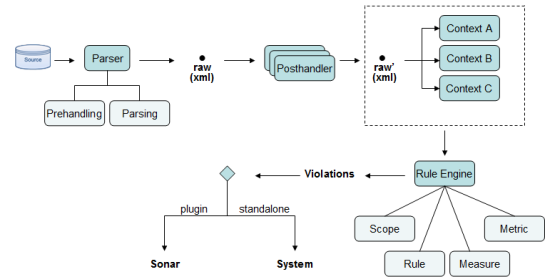 Source
Parser
raw
(xml)
Posthandler
raw'
(xml)
Context A
Context B
Context C
Prehandling
Parsing
Rule Engine
Violations
plugin
standalone
Sonar
System
Scope
Metric
Rule
Measure